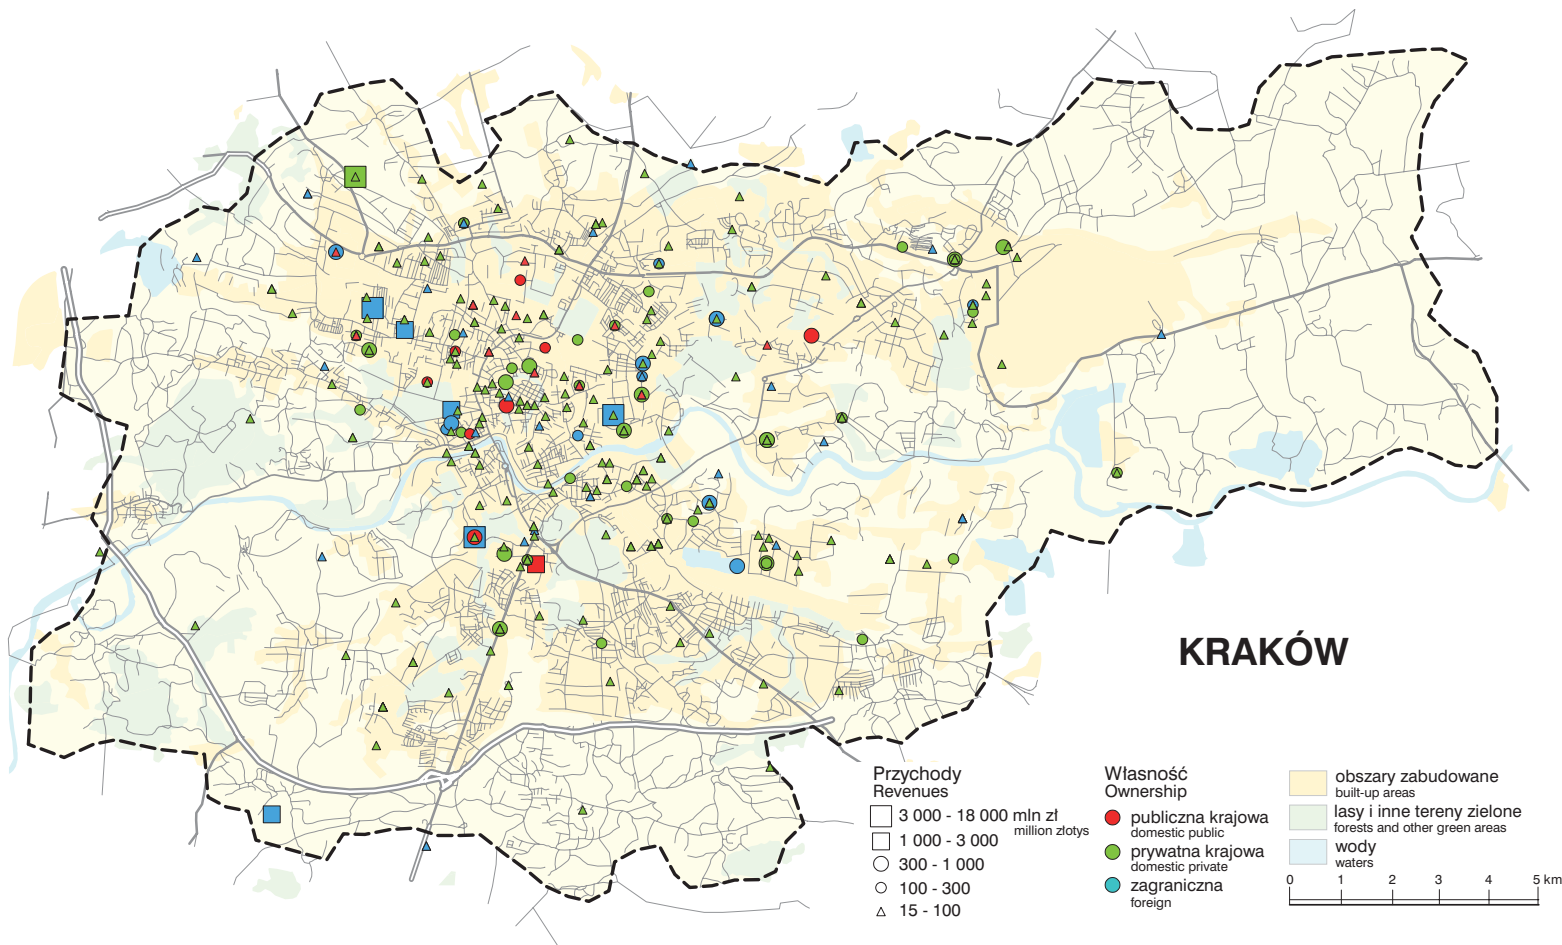 KRAKÓW
Przychody
Revenues
3 000 - 18 000 mln zł
million złotys
1 000 - 3 000
300 - 1 000
100 - 300
15 - 100
Własność
Ownership
publiczna krajowa
domestic public
prywatna krajowa
domestic private
zagraniczna
foreign
obszary zabudowane
built-up areas
lasy i inne tereny zielone
forests and other green areas
wody
waters
0 1 2 3 4 5 km